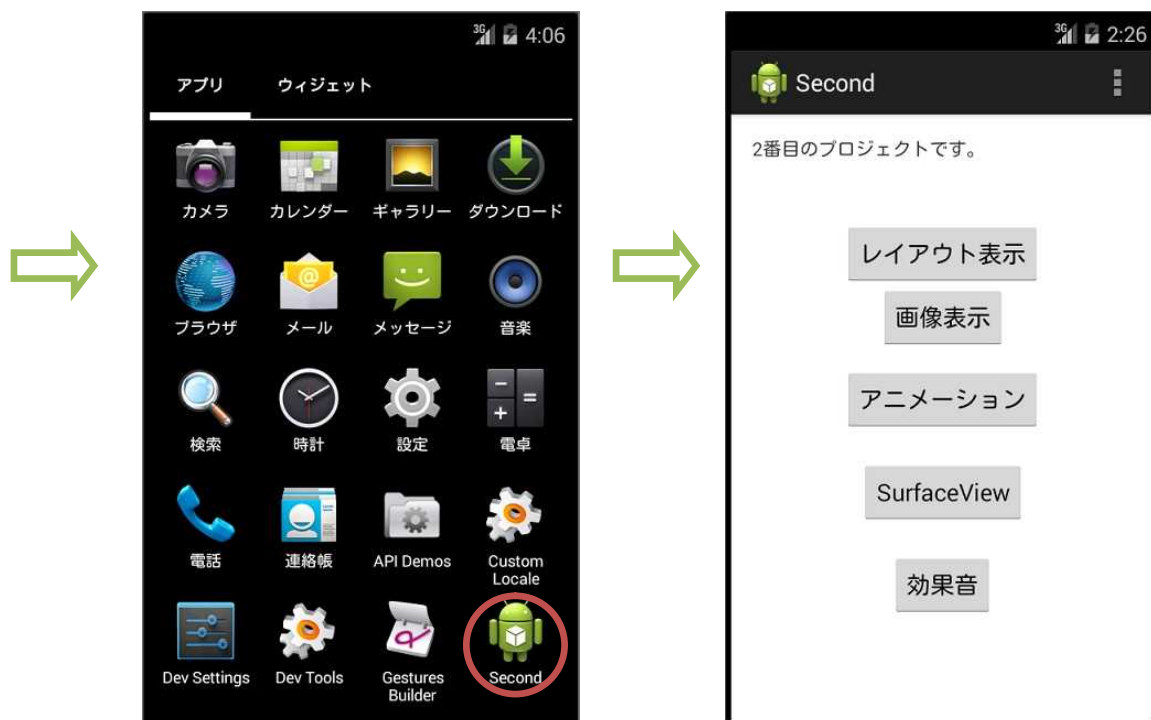 3G 4:06
アプリ ウィジェット
カメラ カレンダー ギャラリー ダウンロード
ブラウザ メール メッセージ 音楽
検索 時計 設定 電卓
電話 連絡帳 API Demos Custom
Locale
Dev Settings Dev Tools Gestures Second
Builder
3G 2:26
Second
2番目のプロジェクトです。
レイアウト表示
画像表示
アニメーション
SurfaceView
効果音